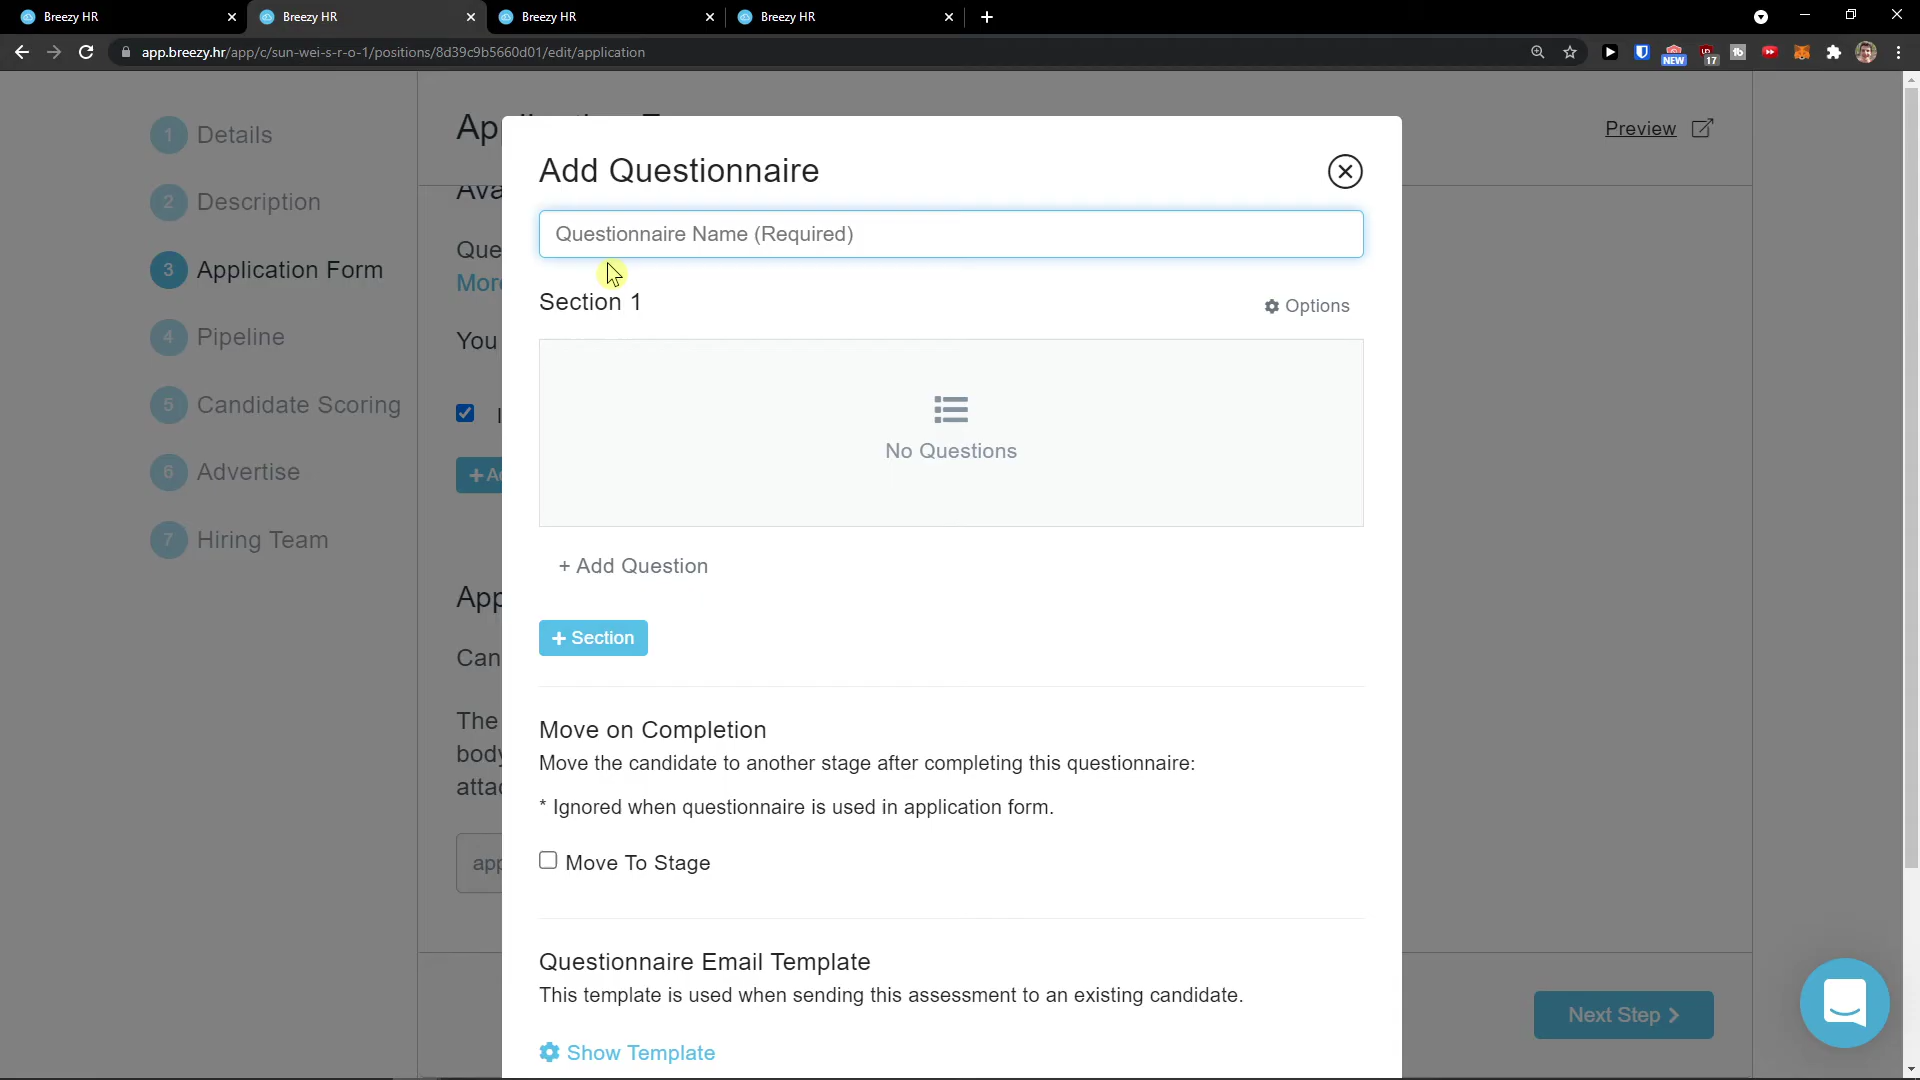 Breezy HR
Breezy HR
Breezy HR
Breezy HR
app.breezy.hr/app/c/sun-wei-s-r-o-1/positions/8d39c9b5660d01/edit/application
NEW
17
1 Details
2 Description
3 Application Form
4 Pipeline
5 Candidate Scoring
6 Advertise
7 Hiring Team
Preview
Add Questionnaire
Questionnaire Name (Required)
Section 1
Options
No Questions
+ Add Question
+ Section
Move on Completion
Move the candidate to another stage after completing this questionnaire:
* Ignored when questionnaire is used in application form.
Move To Stage
Questionnaire Email Template
This template is used when sending this assessment to an existing candidate.
Show Template
You
The
Next Step >